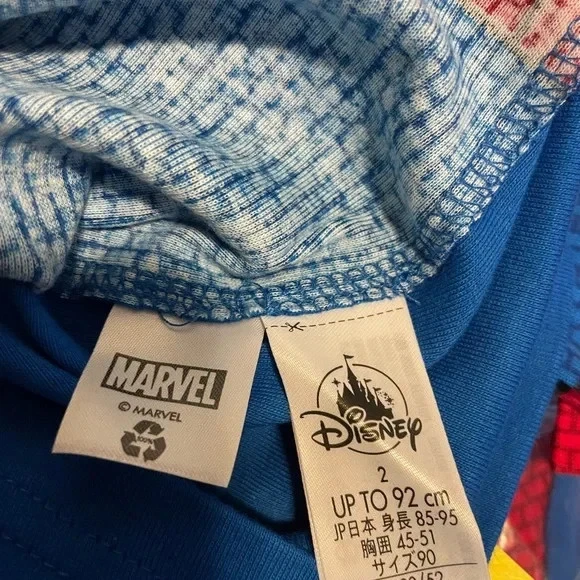 MARVEL
© MARVEL
100%
Disney
2
UP TO 92 cm
JP日本 身長 85-95
胸囲 45-51
サイズ90